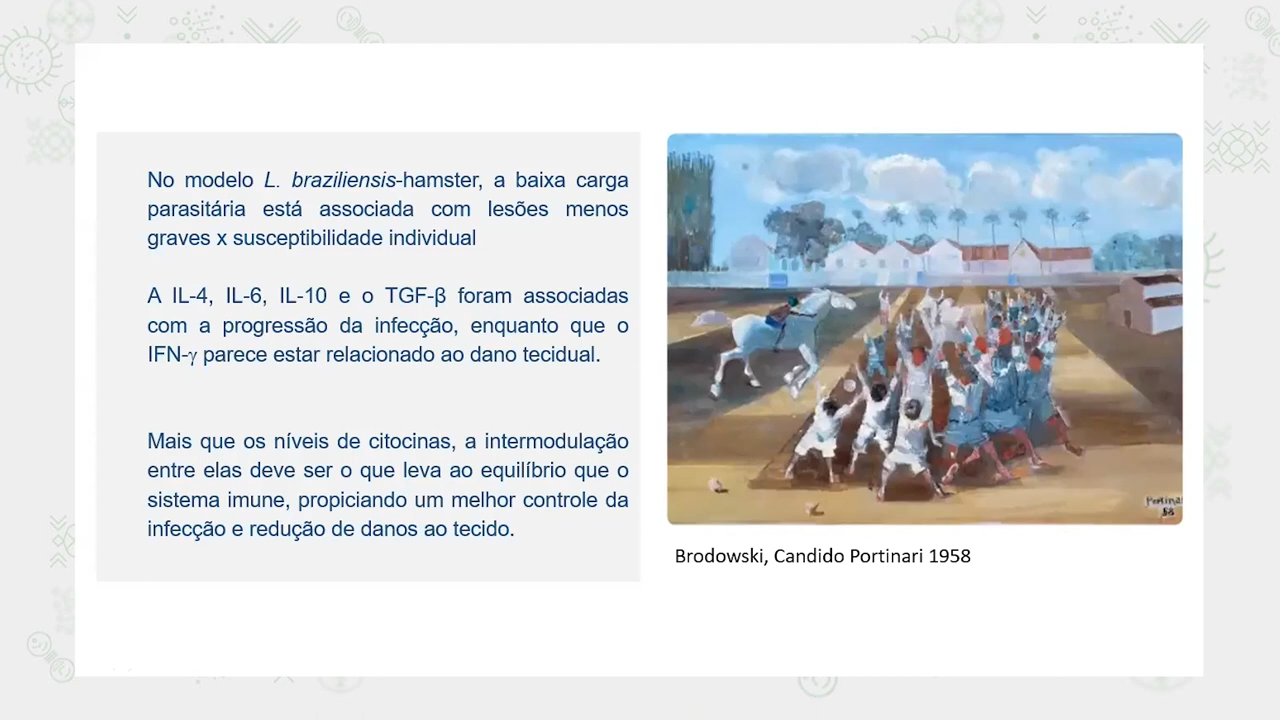 No modelo L. braziliensis-hamster, a baixa carga
parasitária está associada com lesões menos
graves x susceptibilidade individual
A IL-4, IL-6, IL-10 e o TGF-β foram associadas
com a progressão da infecção, enquanto que o
IFN-γ parece estar relacionado ao dano tecidual.
Mais que os níveis de citocinas, a intermodulação
entre elas deve ser o que leva ao equilíbrio que o
sistema imune, propiciando um melhor controle da
infecção e redução de danos ao tecido.
Portinari
58
Brodowski, Candido Portinari 1958